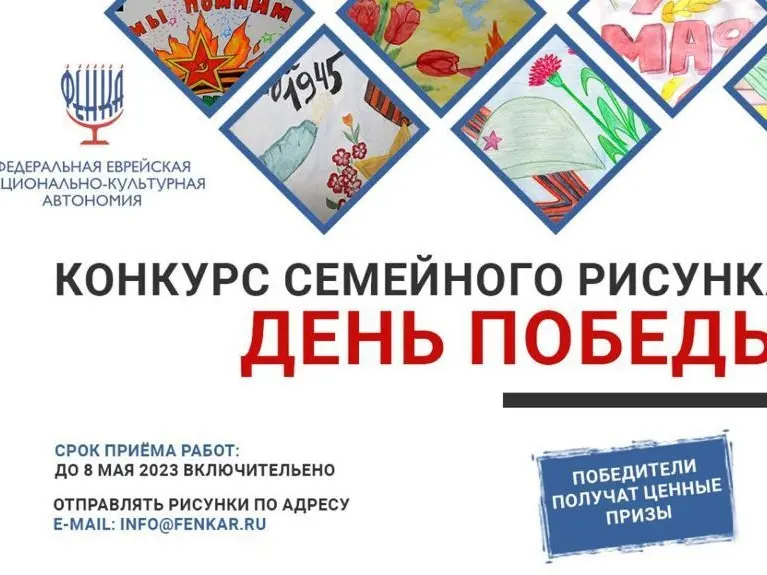 МЫ ПОМНИМ
1945
МАЯ
ФЕНКА
ФЕДЕРАЛЬНАЯ ЕВРЕЙСКАЯ
ЦИОНАЛЬНО-КУЛЬТУРНАЯ
АВТОНОМИЯ
КОНКУРС СЕМЕЙНОГО РИСУНКА
ДЕНЬ ПОБЕДЫ
СРОК ПРИЁМА РАБОТ:
ДО 8 МАЯ 2023 ВКЛЮЧИТЕЛЬЕНО
ОТПРАВЛЯТЬ РИСУНКИ ПО АДРЕСУ
E-MAIL: INFO@FENKAR.RU
ПОБЕДИТЕЛИ
ПОЛУЧАТ ЦЕННЫЕ
ПРИЗЫ